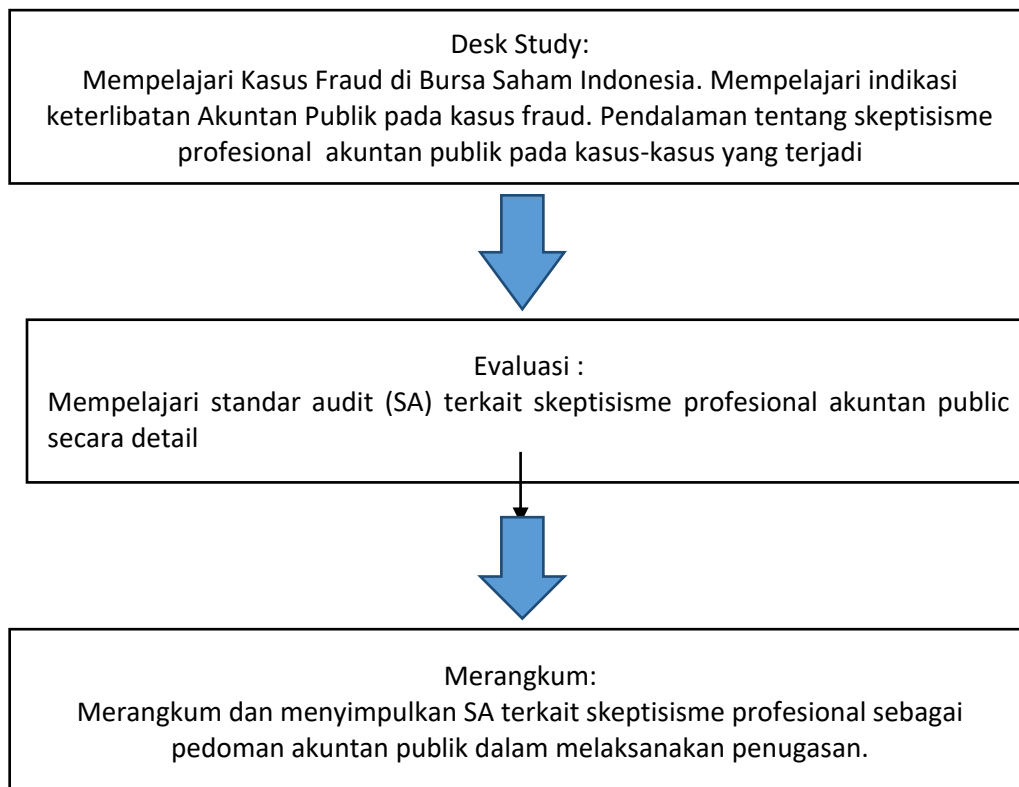 Desk Study:
Mempelajari Kasus Fraud di Bursa Saham Indonesia. Mempelajari indikasi
keterlibatan Akuntan Publik pada kasus fraud. Pendalaman tentang skeptisisme
profesional akuntan publik pada kasus-kasus yang terjadi
Evaluasi :
Mempelajari standar audit (SA) terkait skeptisisme profesional akuntan public
secara detail
Merangkum:
Merangkum dan menyimpulkan SA terkait skeptisisme profesional sebagai
pedoman akuntan publik dalam melaksanakan penugasan.